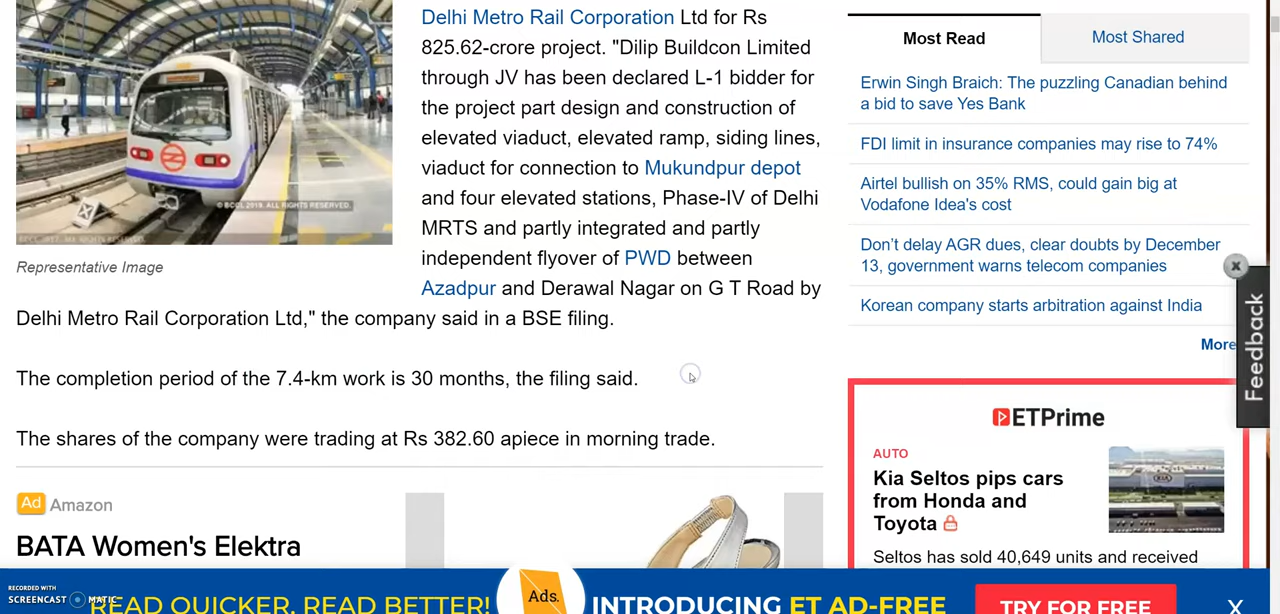 Delhi Metro Rail Corporation Ltd for Rs
825.62-crore project. "Dilip Buildcon Limited
through JV has been declared L-1 bidder for
the project part design and construction of
elevated viaduct, elevated ramp, siding lines,
viaduct for connection to Mukundpur depot
and four elevated stations, Phase-IV of Delhi
MRTS and partly integrated and partly
independent flyover of PWD between
Azadpur and Derawal Nagar on G T Road by
Delhi Metro Rail Corporation Ltd," the company said in a BSE filing.
© BCCL 2019. ALL RIGHTS RESERVED.
Representative Image
The completion period of the 7.4-km work is 30 months, the filing said.
The shares of the company were trading at Rs 382.60 apiece in morning trade.
Ad Amazon
BATA Women's Elektra
Most Read
Most Shared
Erwin Singh Braich: The puzzling Canadian behind
a bid to save Yes Bank
FDI limit in insurance companies may rise to 74%
Airtel bullish on 35% RMS, could gain big at
Vodafone Idea's cost
Don't delay AGR dues, clear doubts by December
13, government warns telecom companies
Korean company starts arbitration against India
More
Feedback
ETPrime
AUTO
Kia Seltos pips cars
from Honda and
Toyota
KIA
Seltos has sold 40,649 units and received
RECORDED WITH
SCREENCAST MATIC
READ QUICKER. READ BETTER!
Ads.
INTRODUCING ET AD-FREE
TRY FOR FREE
X